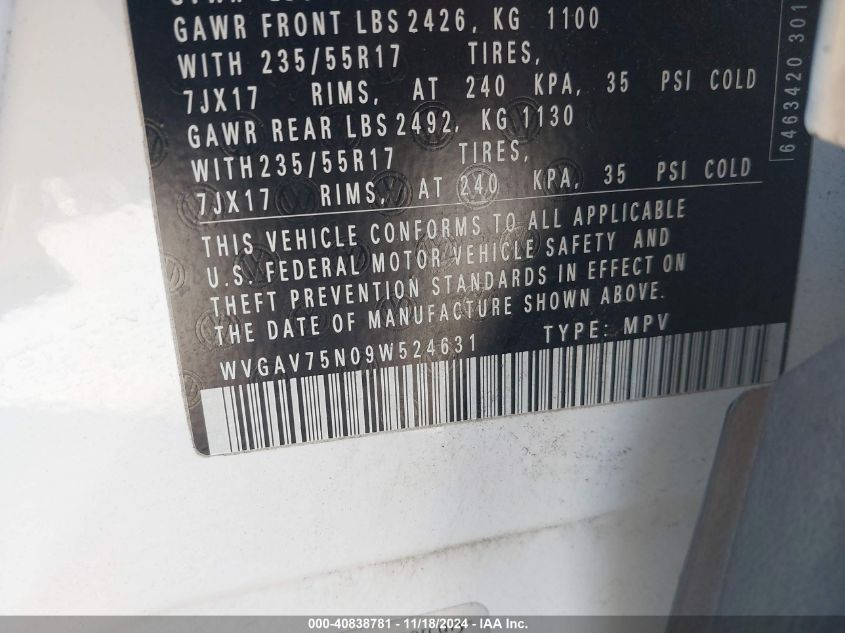 GAWR FRONT LBS 2426, KG 1100
WITH 235/55R17 TIRES,
7JX17 RIMS, AT 240 KPA, 35 PSI COLD
GAWR REAR LBS 2492, KG 1130
WITH 235/55R17 TIRES,
7JX17 RIMS, AT 240 KPA, 35 PSI COLD
THIS VEHICLE CONFORMS TO ALL APPLICABLE
U.S. FEDERAL MOTOR VEHICLE SAFETY AND
THEFT PREVENTION STANDARDS IN EFFECT ON
THE DATE OF MANUFACTURE SHOWN ABOVE.
WVGAV75N09W524631 TYPE: MPV
6463420 301
000-40838781 - 11/18/2024 - IAA Inc.